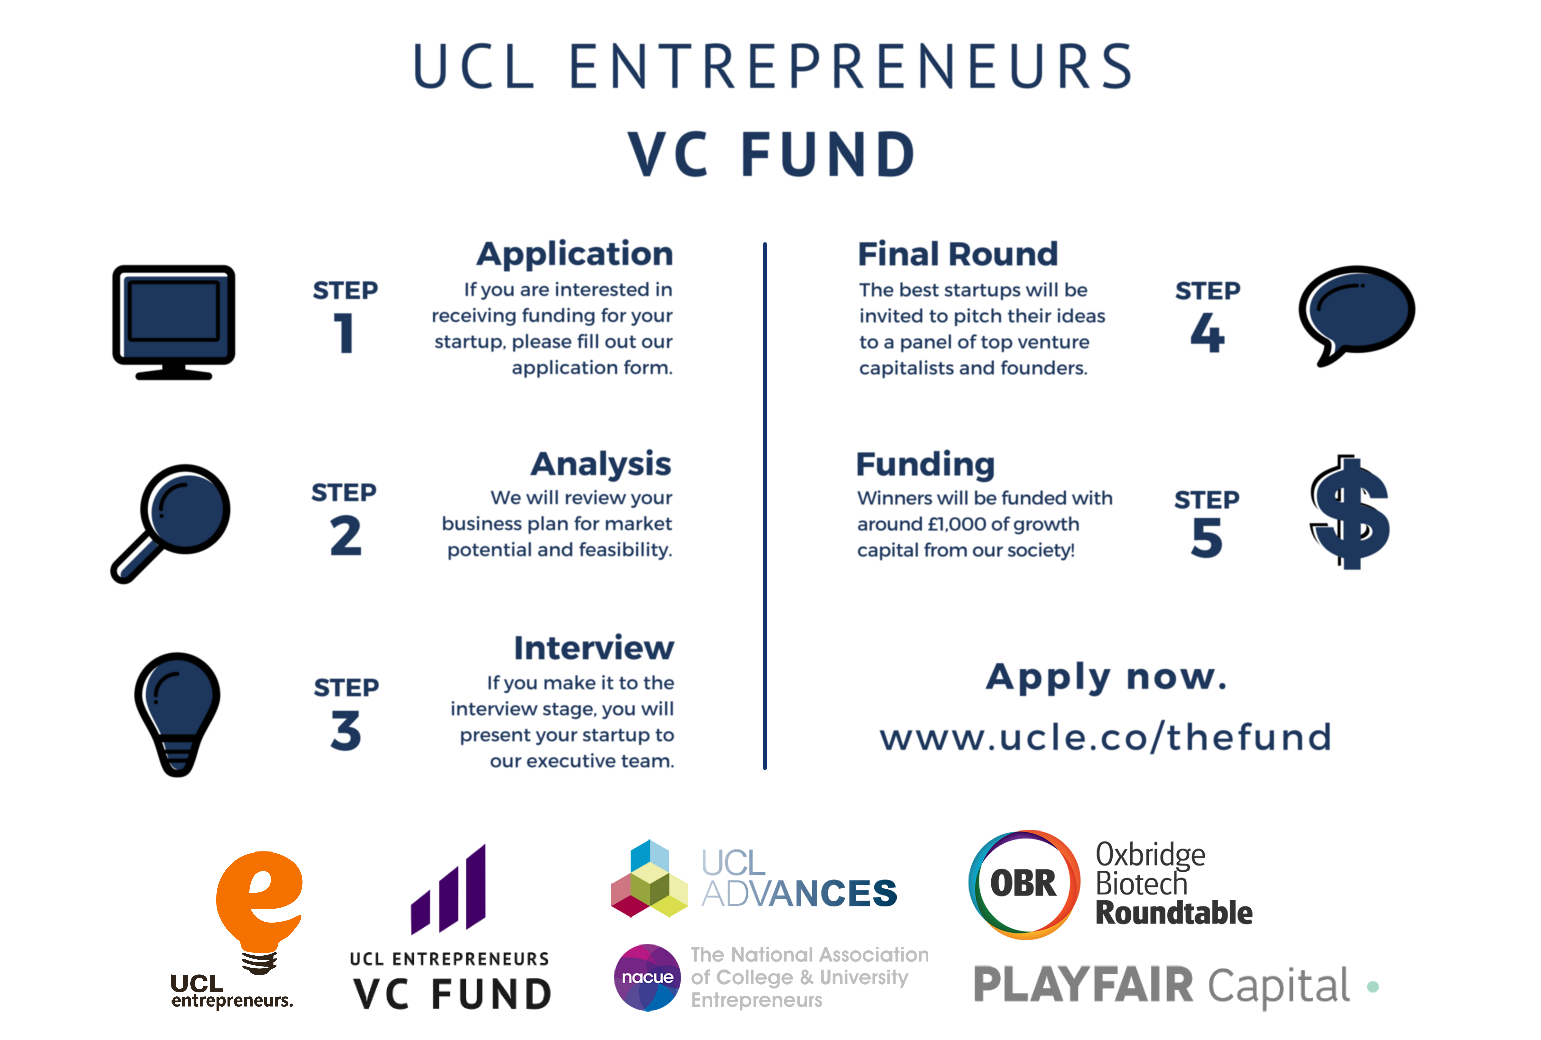 UCL ENTREPRENEURS
VC FUND
STEP
1
Application
If you are interested in
receiving funding for your
startup, please fill out our
application form.
STEP
2
Analysis
We will review your
business plan for market
potential and feasibility.
STEP
3
Interview
If you make it to the
interview stage, you will
present your startup to
our executive team.
Final Round
The best startups will be
invited to pitch their ideas
to a panel of top venture
capitalists and founders.
STEP
4
Funding
Winners will be funded with
around £1,000 of growth
capital from our society!
STEP
5
Apply now.
www.ucle.co/thefund
e
UCL
entrepreneurs.
UCL ENTREPRENEURS
VC FUND
UCL
ADVANCES
nacue
The National Association
of College & University
Entrepreneurs
OBR
Oxbridge
Biotech
Roundtable
PLAYFAIR Capital